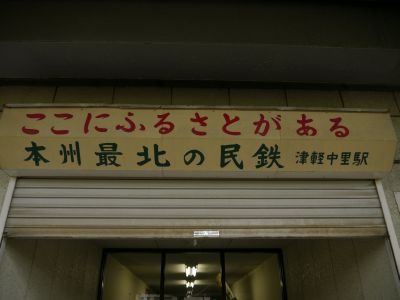 ここにふるさとがある
本州最北の民鉄 津軽中里駅